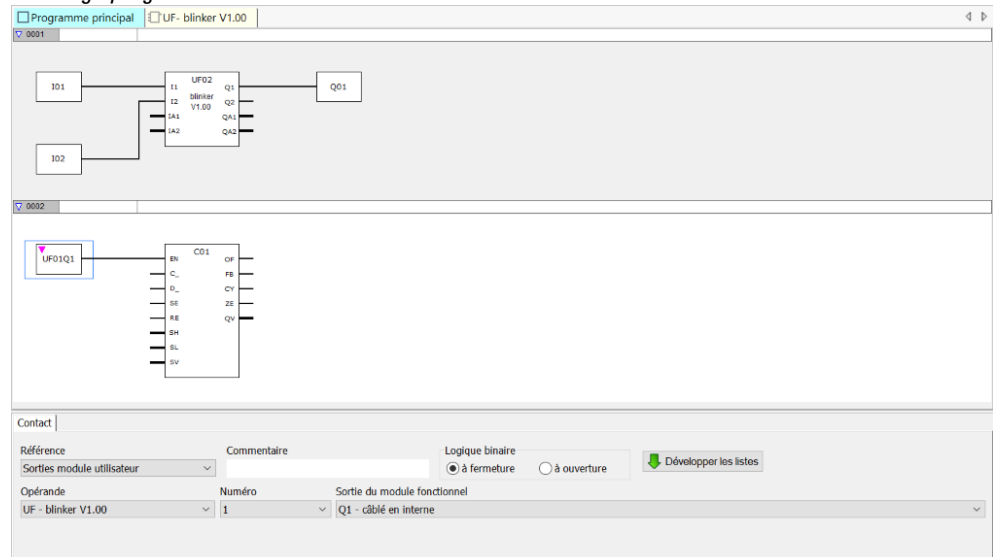 Programme principal UF- blinker V1.00
0001
I01
UF02
blinker
V1.00
I1
I2
IA1
IA2
Q1
Q2
QA1
QA2
Q01
I02
0002
UF01Q1
C01
EN
C_
D_
SE
RE
SH
SL
SV
OF
FB
CY
ZE
QV
Contact
Référence Commentaire Logique binaire
Sorties module utilisateur à fermeture à ouverture Développer les listes
Opérande Numéro Sortie du module fonctionnel
UF - blinker V1.00 1 Q1 - câblé en interne